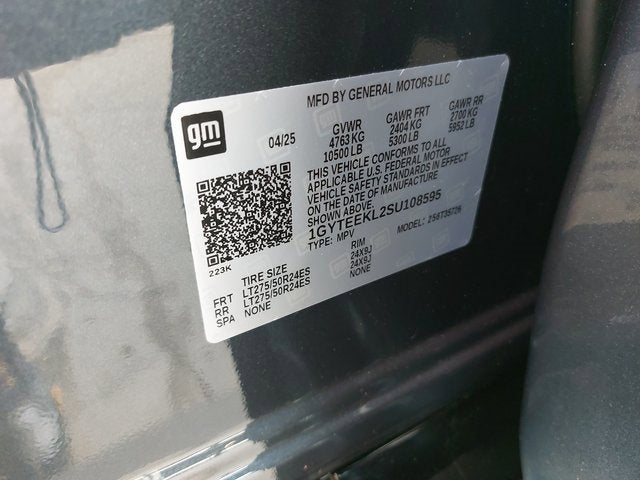 MFD BY GENERAL MOTORS LLC
gm
04/25 GVWR GAWR FRT GAWR RR
4763 KG 2404 KG 2700 KG
10500 LB 5300 LB 5952 LB
THIS VEHICLE CONFORMS TO ALL
APPLICABLE U.S. FEDERAL MOTOR
VEHICLE SAFETY STANDARDS IN EFFECT
ON THE DATE OF MANUFACTURE
SHOWN ABOVE.
1GYTEEKL2SU108595
TYPE: MPV MODEL:
223K
TIRE SIZE RIM
FRT LT275/50R24ES 24X9J
RR LT275/50R24ES 24X9J
SPA NONE NONE